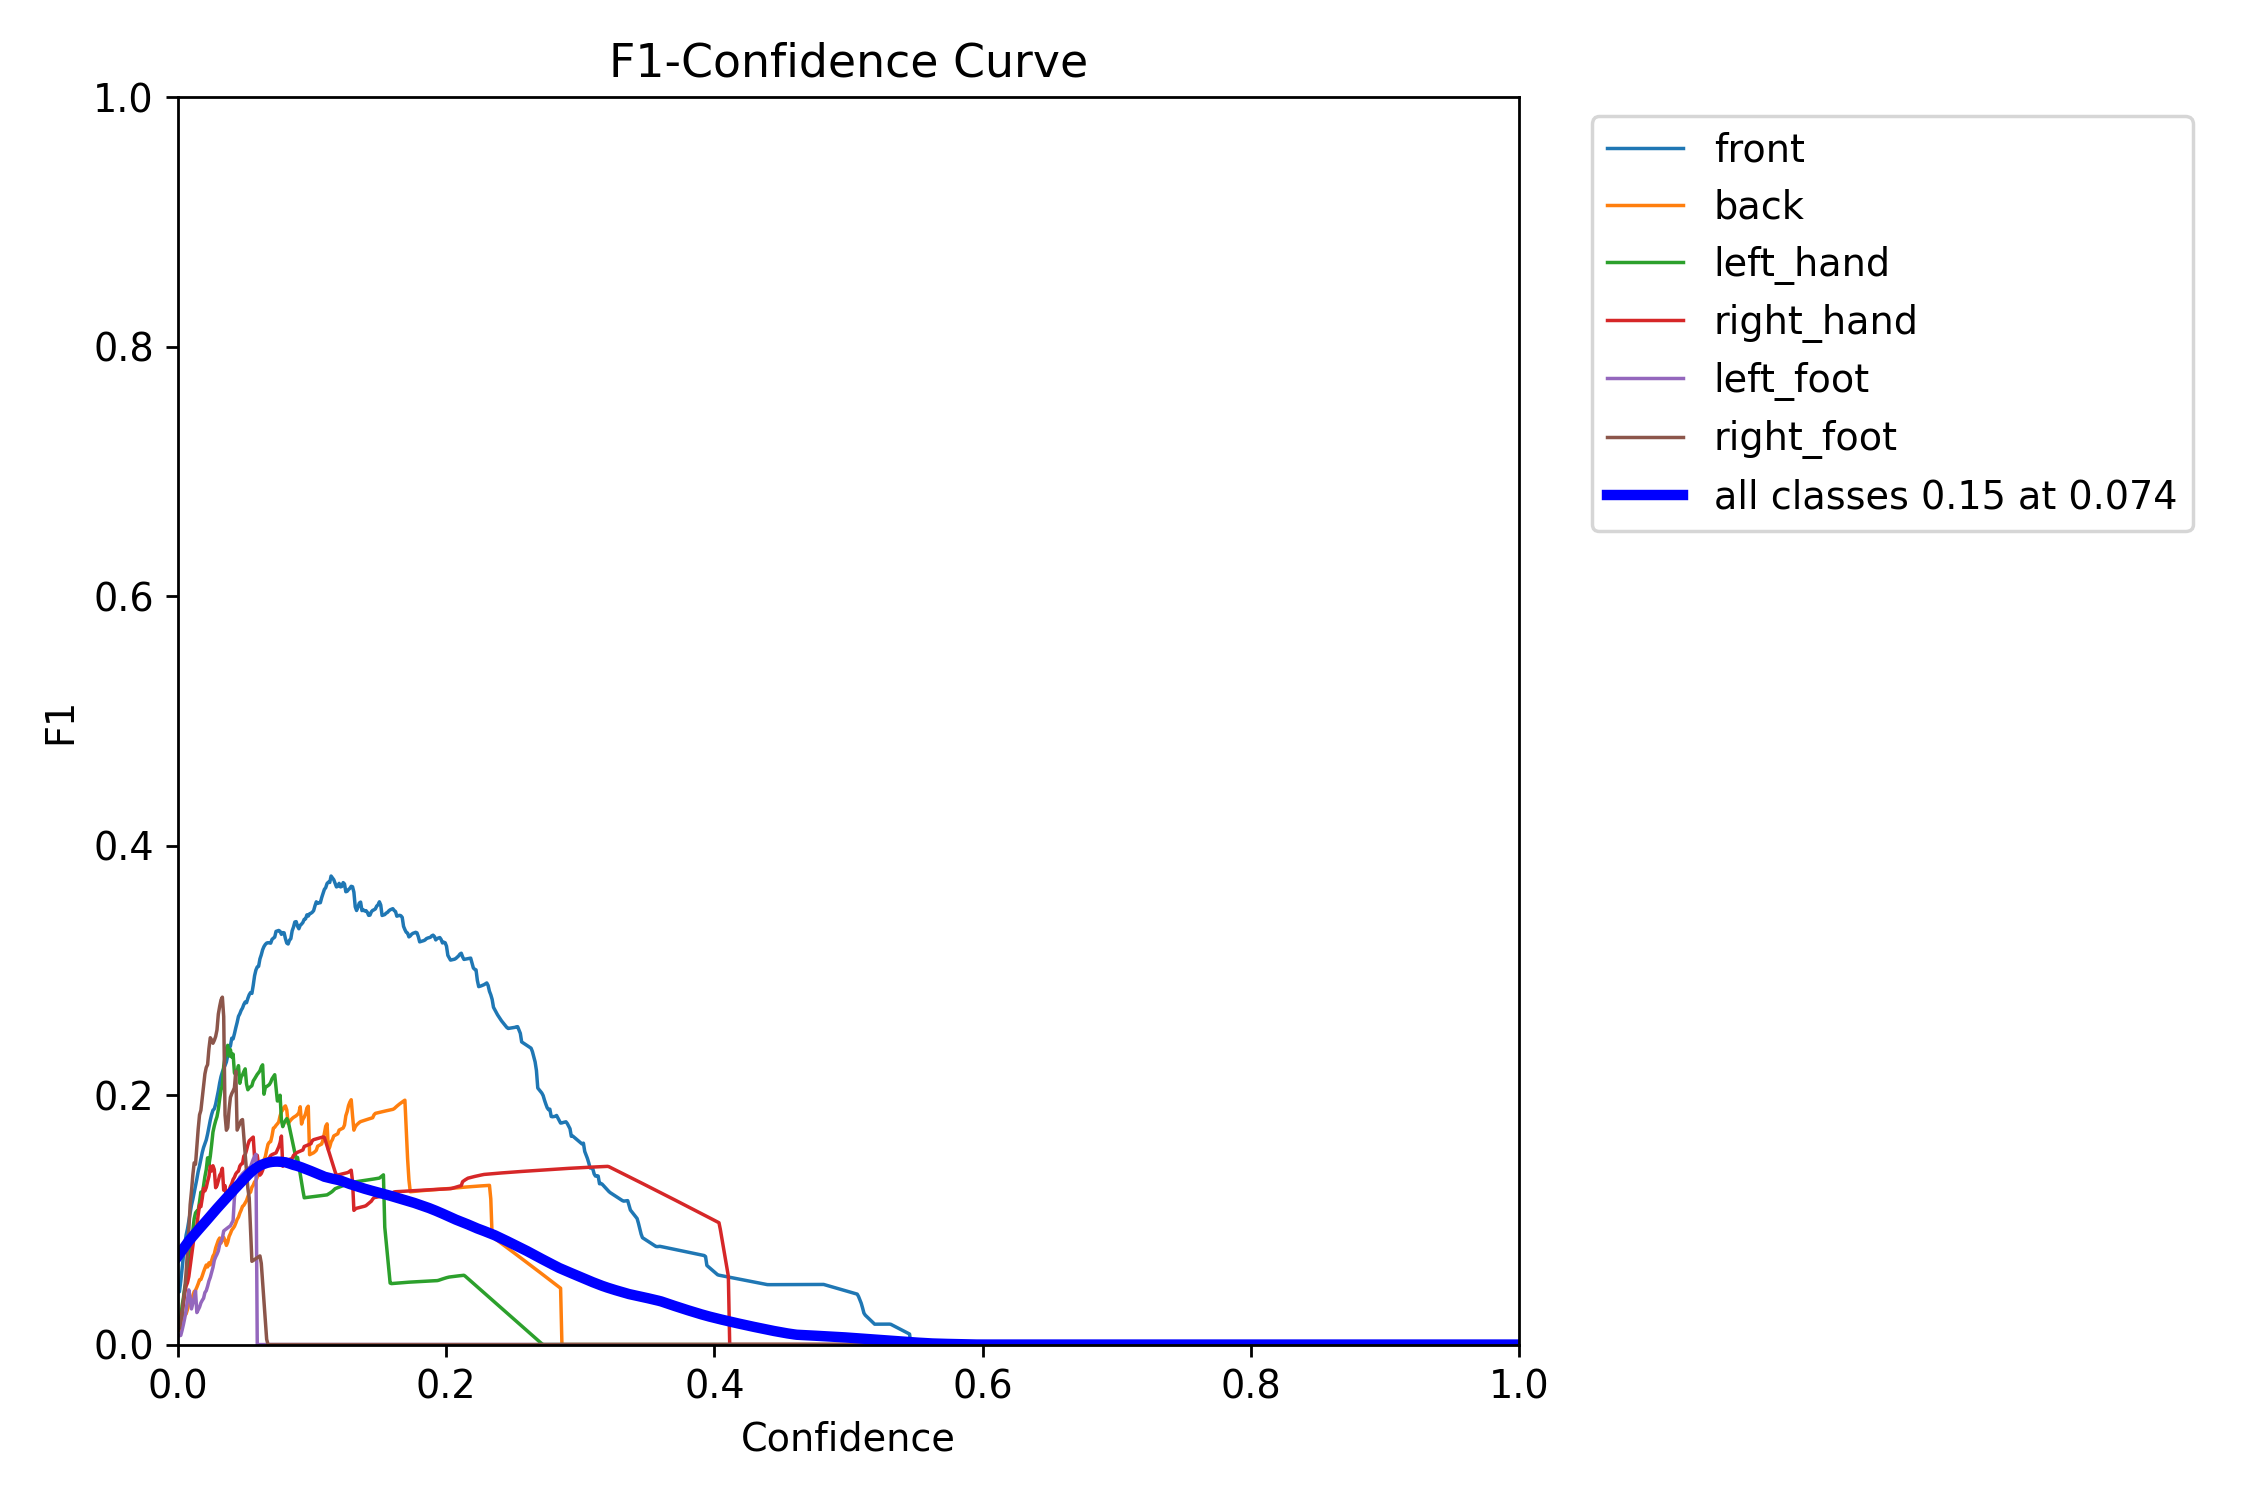 F1-Confidence Curve
1.0
0.8
0.6
0.4
0.2
0.0
F1
0.0 0.2 0.4 0.6 0.8 1.0
Confidence
front
back
left_hand
right_hand
left_foot
right_foot
all classes 0.15 at 0.074